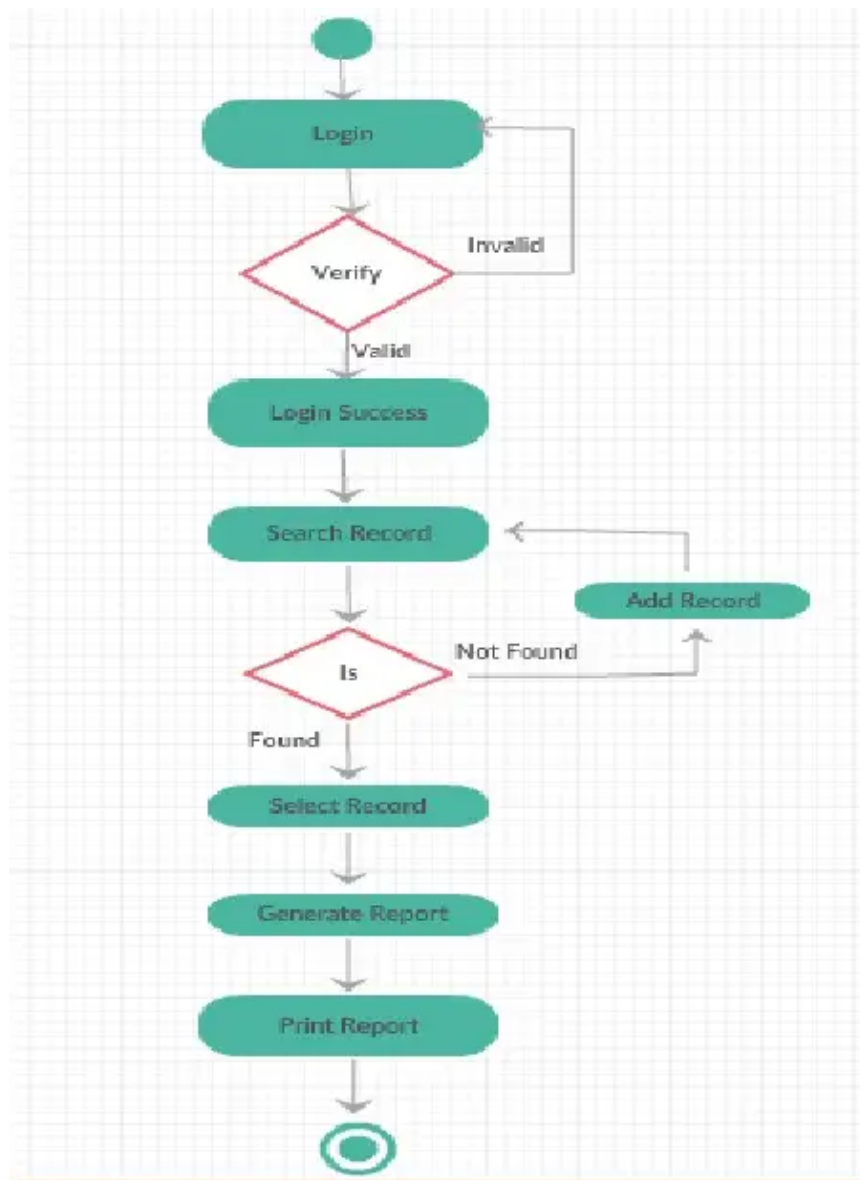 Login
Verify
Invalid
Valid
Login Success
Search Record
Add Record
Is
Not Found
Found
Select Record
Generate Report
Print Report